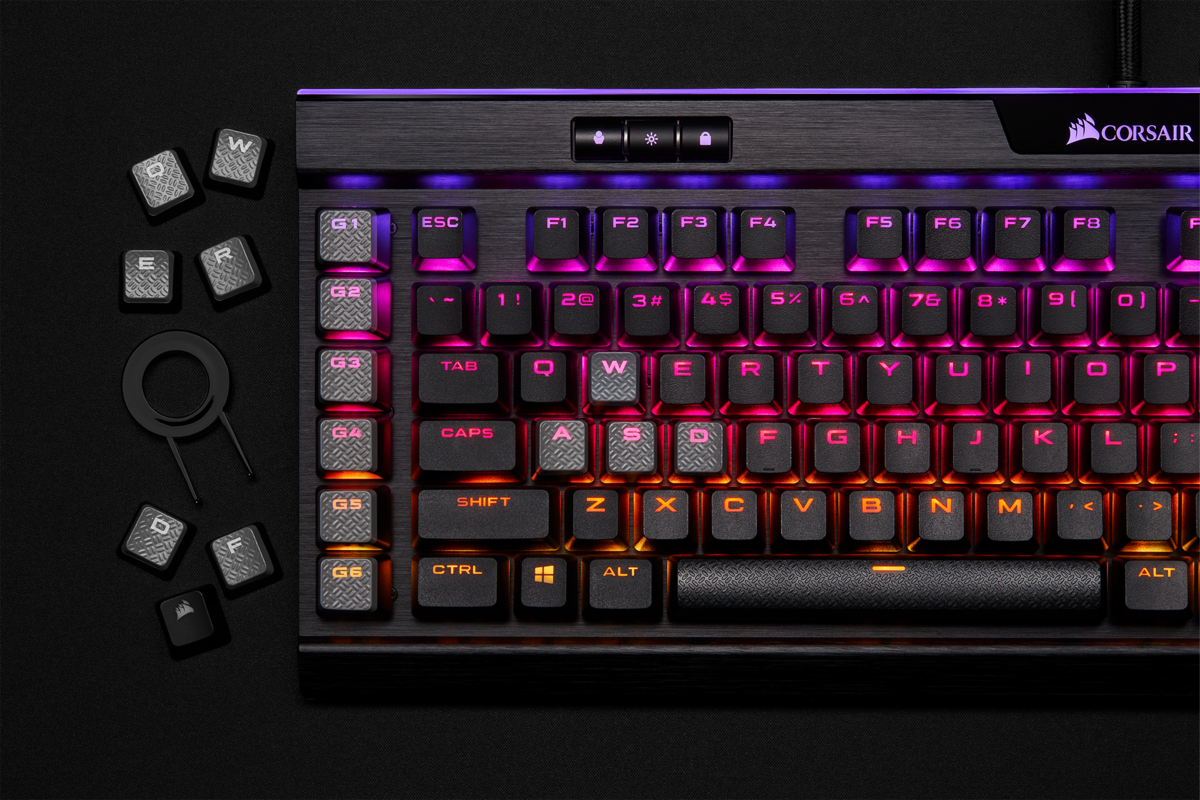 W
Q
E
R
D
F
CORSAIR
G1 ESC F1 F2 F3 F4 F5 F6 F7 F8 F
G2 ` ~ 1 ! 2 @ 3 # 4 $ 5 % 6 ^ 7 & 8 * 9 ( 0 ) -
G3 TAB Q W E R T Y U I O P
G4 CAPS A S D F G H J K L ; :
G5 SHIFT Z X C V B N M , < . >
G6 CTRL ALT ALT